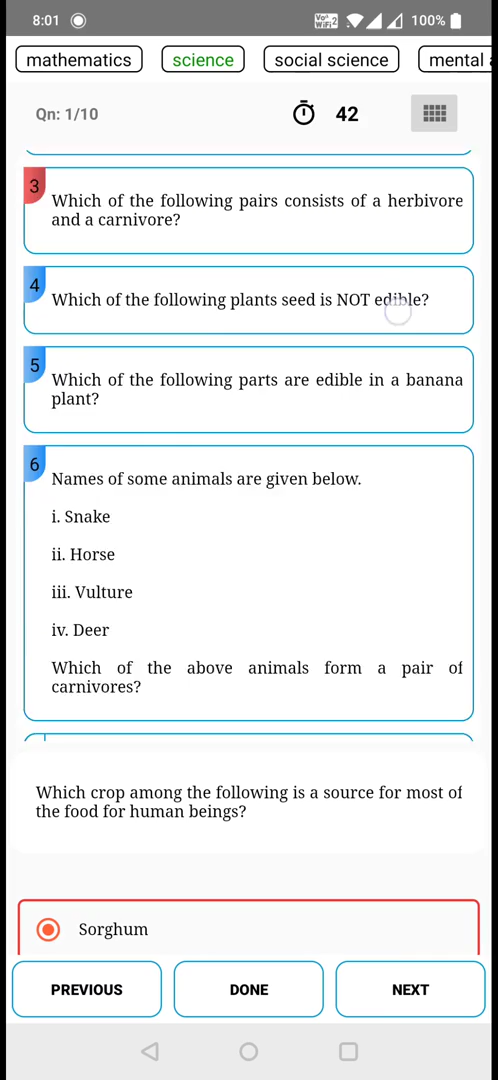 8:01 Vo^ WiFi 2 100%
mathematics science social science mental
Qn: 1/10 42
3
Which of the following pairs consists of a herbivore
and a carnivore?
4
Which of the following plants seed is NOT edible?
5
Which of the following parts are edible in a banana
plant?
6
Names of some animals are given below.
i. Snake
ii. Horse
iii. Vulture
iv. Deer
Which of the above animals form a pair of
carnivores?
Which crop among the following is a source for most of
the food for human beings?
Sorghum
PREVIOUS DONE NEXT